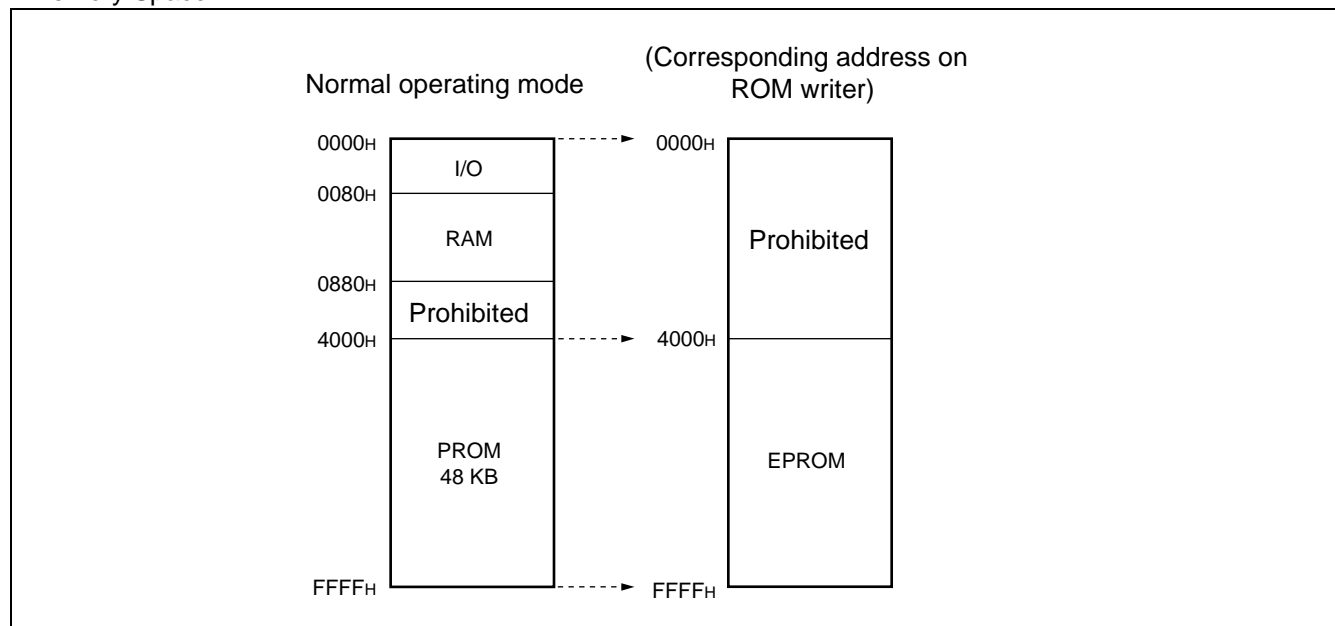 Normal operating mode
(Corresponding address on
ROM writer)
0000H
I/O
0080H
RAM
0880H
Prohibited
4000H
PROM
48 KB
FFFFH
0000H
Prohibited
4000H
EPROM
FFFFH